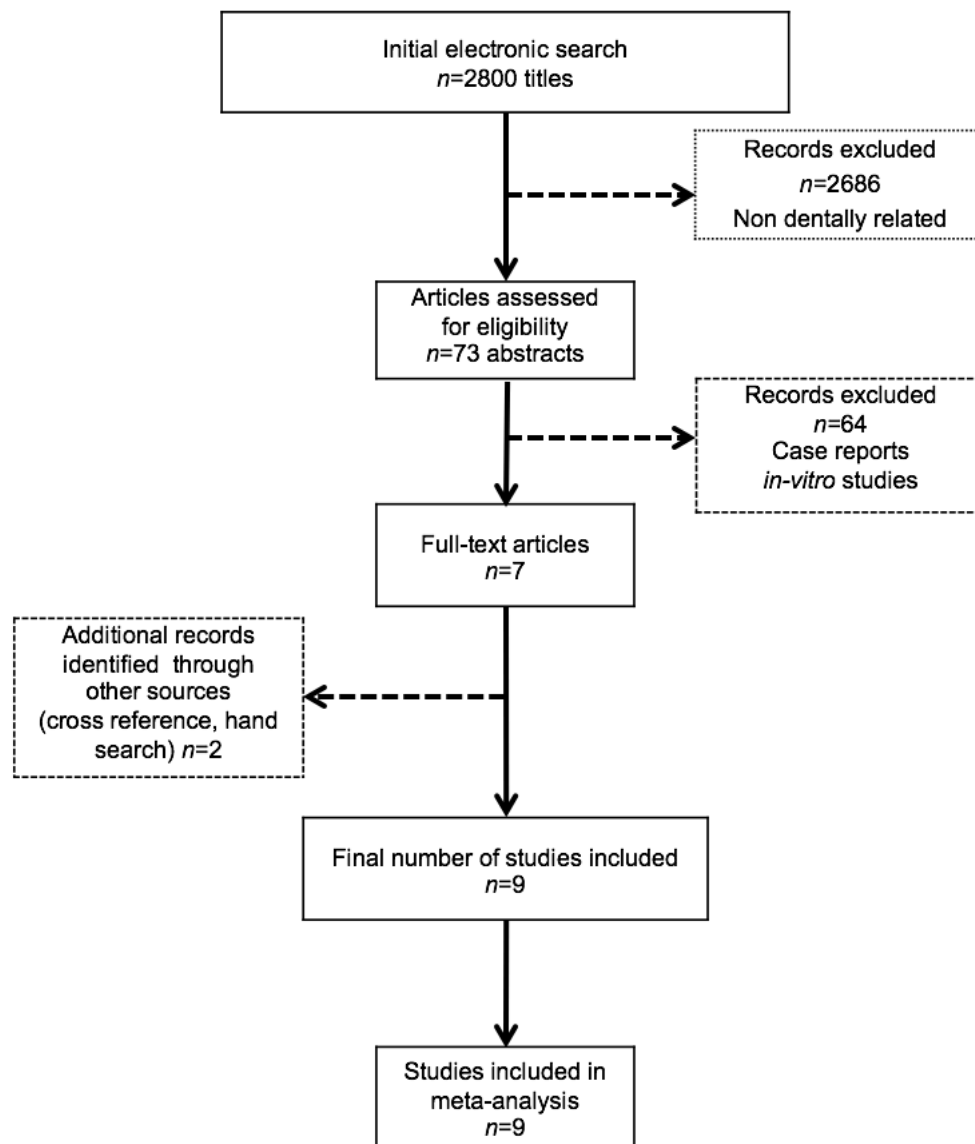 Initial electronic search
n=2800 titles
Records excluded
n=2686
Non dentally related
Articles assessed
for eligibility
n=73 abstracts
Records excluded
n=64
Case reports
in-vitro studies
Full-text articles
n=7
Additional records
identified through
other sources
(cross reference, hand
search) n=2
Final number of studies included
n=9
Studies included in
meta-analysis
n=9